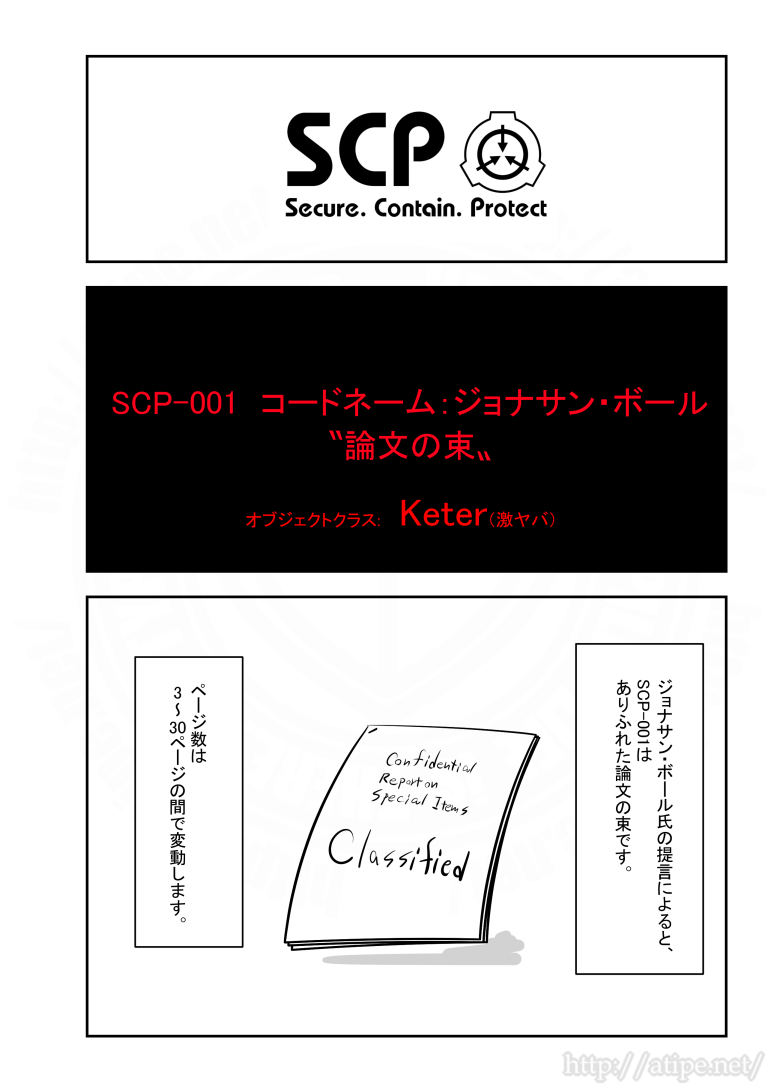 SCP
Secure. Contain. Protect
SCP-001 コードネーム：ジョナサン・ボール
〝論文の束〟
オブジェクトクラス： Keter（激ヤバ）
ジョナサン・ボール氏の提言によると、
SCP-001は
ありふれた論文の束です。
Confidential
Report on
Special Items
Classified
ページ数は
3～30ページの間で変動します。
http://atipe.net/